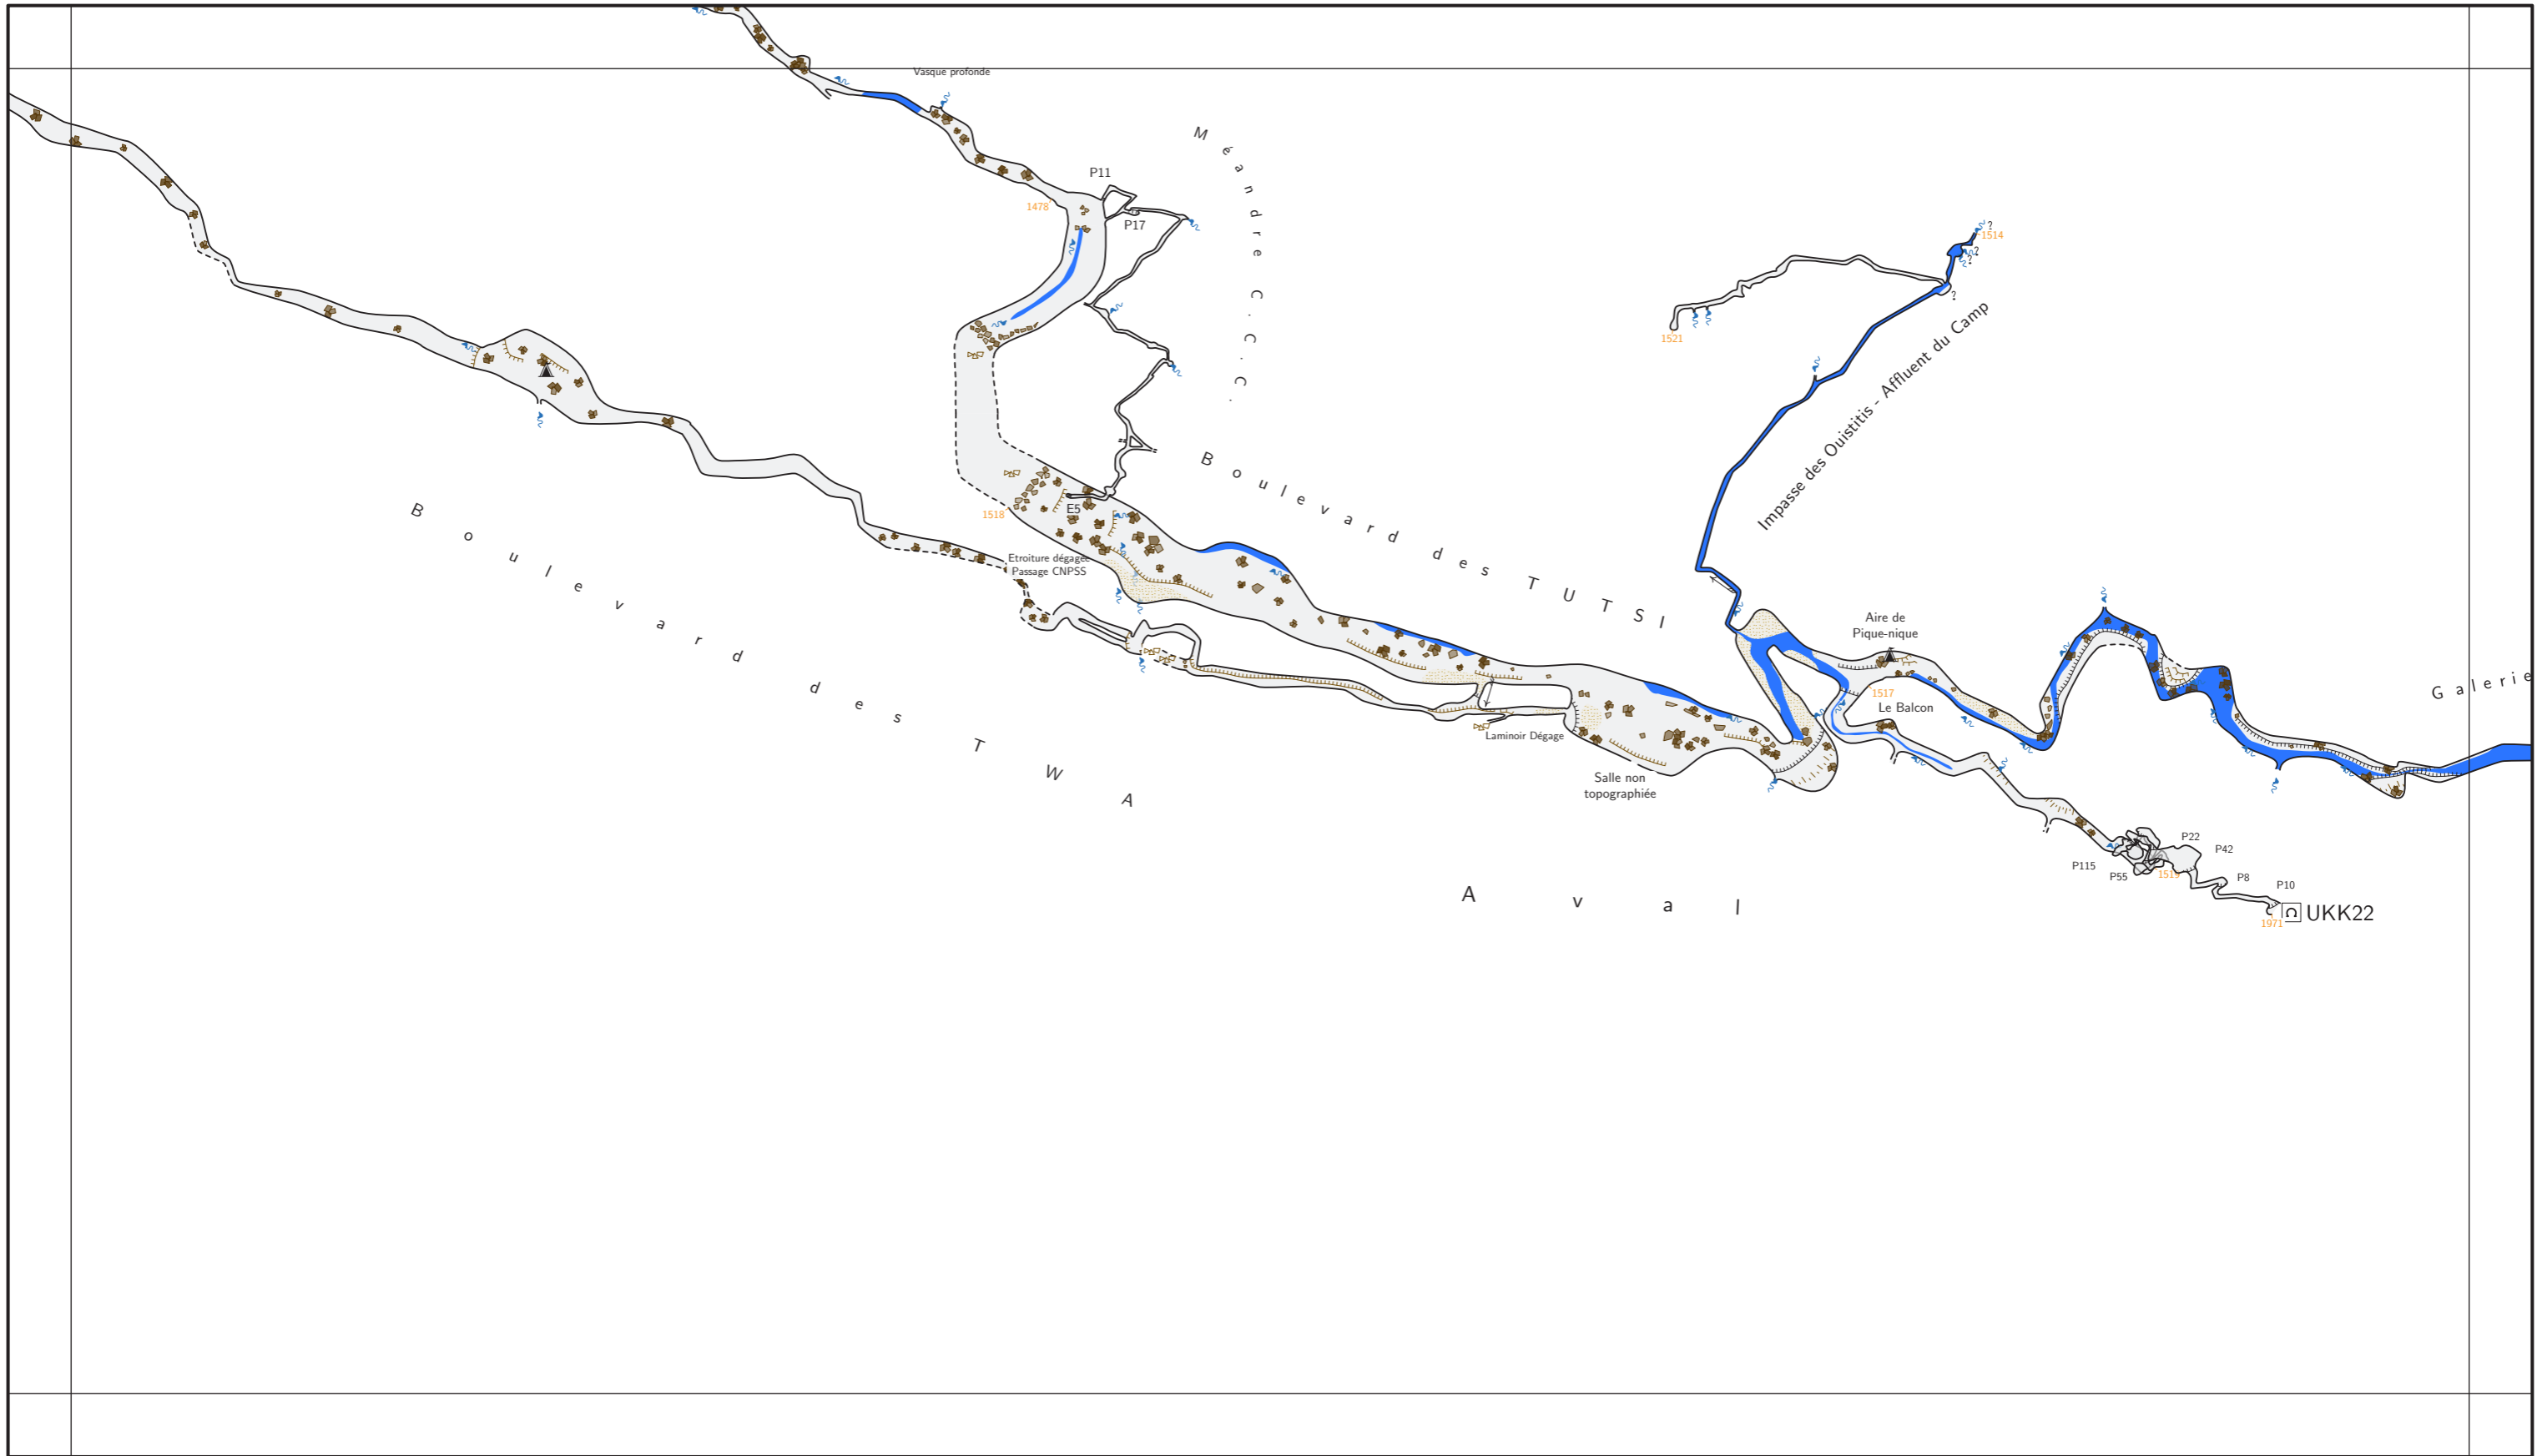 Vasque profonde
Méandre C.C.C.
P11
1478
P17
?
1514
?
?
?
1521
Impasse des Ouistitis - Affluent du Camp
Boulevard des TUTSI
Boulevard des TWA
1518
E5
Etroiture dégagée
Passage CNPSS
Aire de
Pique-nique
1517
Le Balcon
Galerie
Laminoir Dégage
Salle non
topographiée
P22
P42
P115
P55
1519
P8
P10
Aval
UKK22
1971